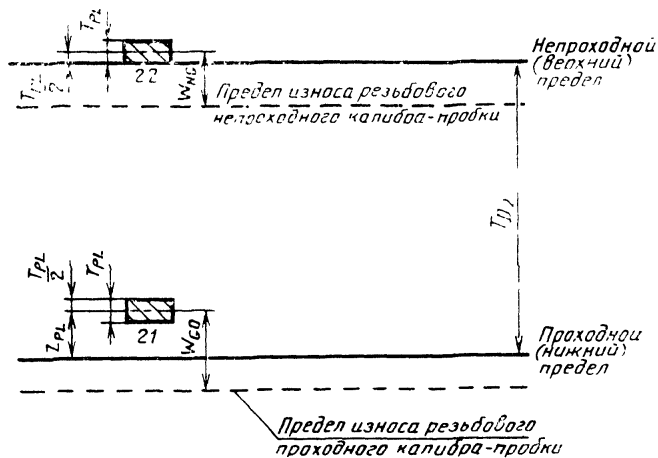 T_PL
T_PL/2
22
W_NG
Непроходной
(верхний)
предел
Предел износа резьбового
непроходного калибра-пробки
T_D2
T_PL/2
T_PL
Z_PL
21
W_GO
Проходной
(нижний)
предел
Предел износа резьбового
проходного калибра-пробки